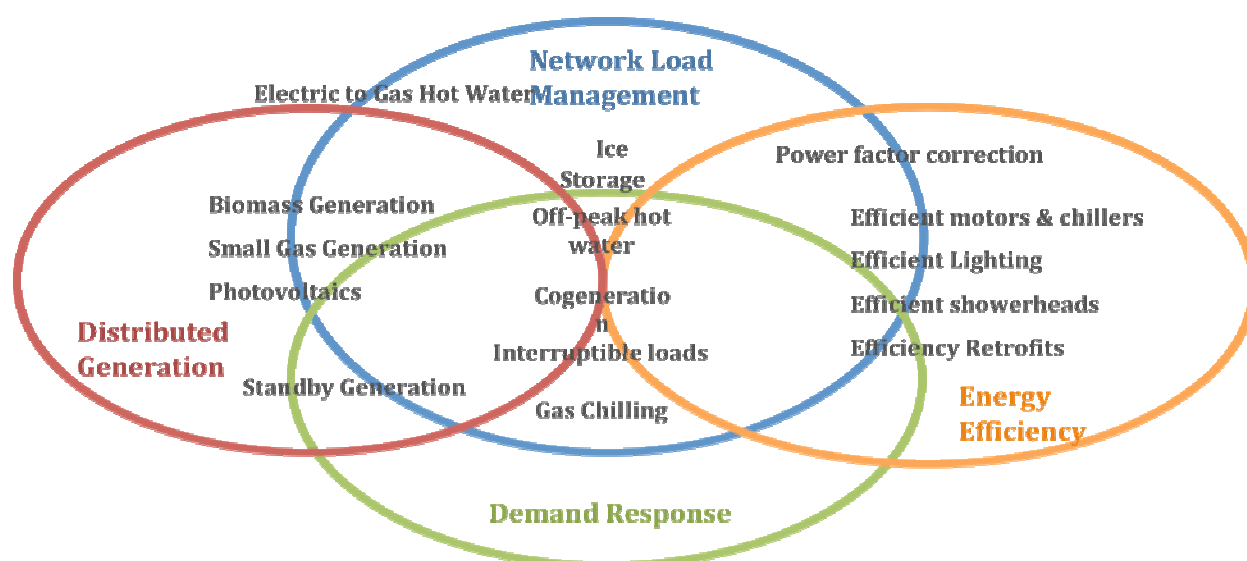 Network Load
Management
Electric to Gas Hot Water
Ice
Storage
Power factor correction
Biomass Generation
Off-peak hot
water
Efficient motors & chillers
Small Gas Generation
Efficient Lighting
Photovoltaics
Cogeneratio
n
Efficient showerheads
Distributed
Generation
Interruptible loads
Efficiency Retrofits
Standby Generation
Gas Chilling
Energy
Efficiency
Demand Response